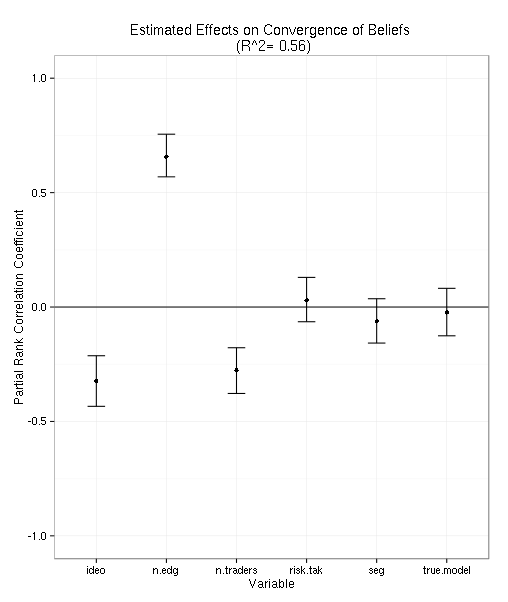 Estimated Effects on Convergence of Beliefs
(R^2= 0.56)
Partial Rank Correlation Coefficient
1.0
0.5
0.0
-0.5
-1.0
ideo n.edg n.traders risk.tak seg true.model
Variable